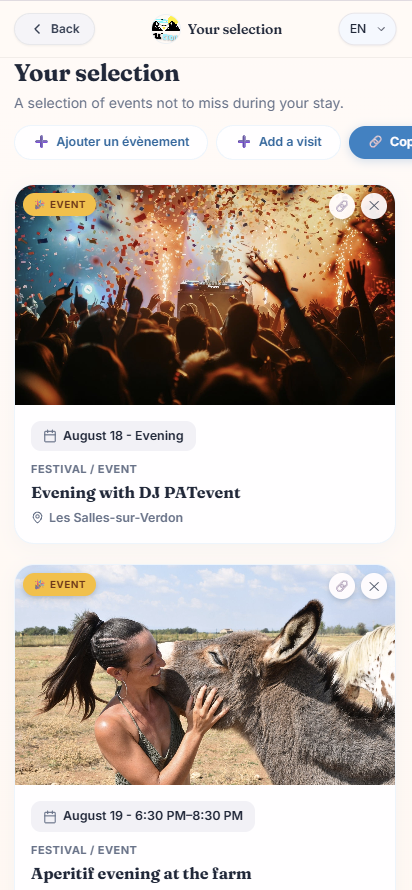 Back
Your selection
EN
Your selection
A selection of events not to miss during your stay.
Ajouter un évènement
Add a visit
EVENT
August 18 - Evening
FESTIVAL / EVENT
Evening with DJ PATevent
Les Salles-sur-Verdon
EVENT
August 19 - 6:30 PM–8:30 PM
FESTIVAL / EVENT
Aperitif evening at the farm